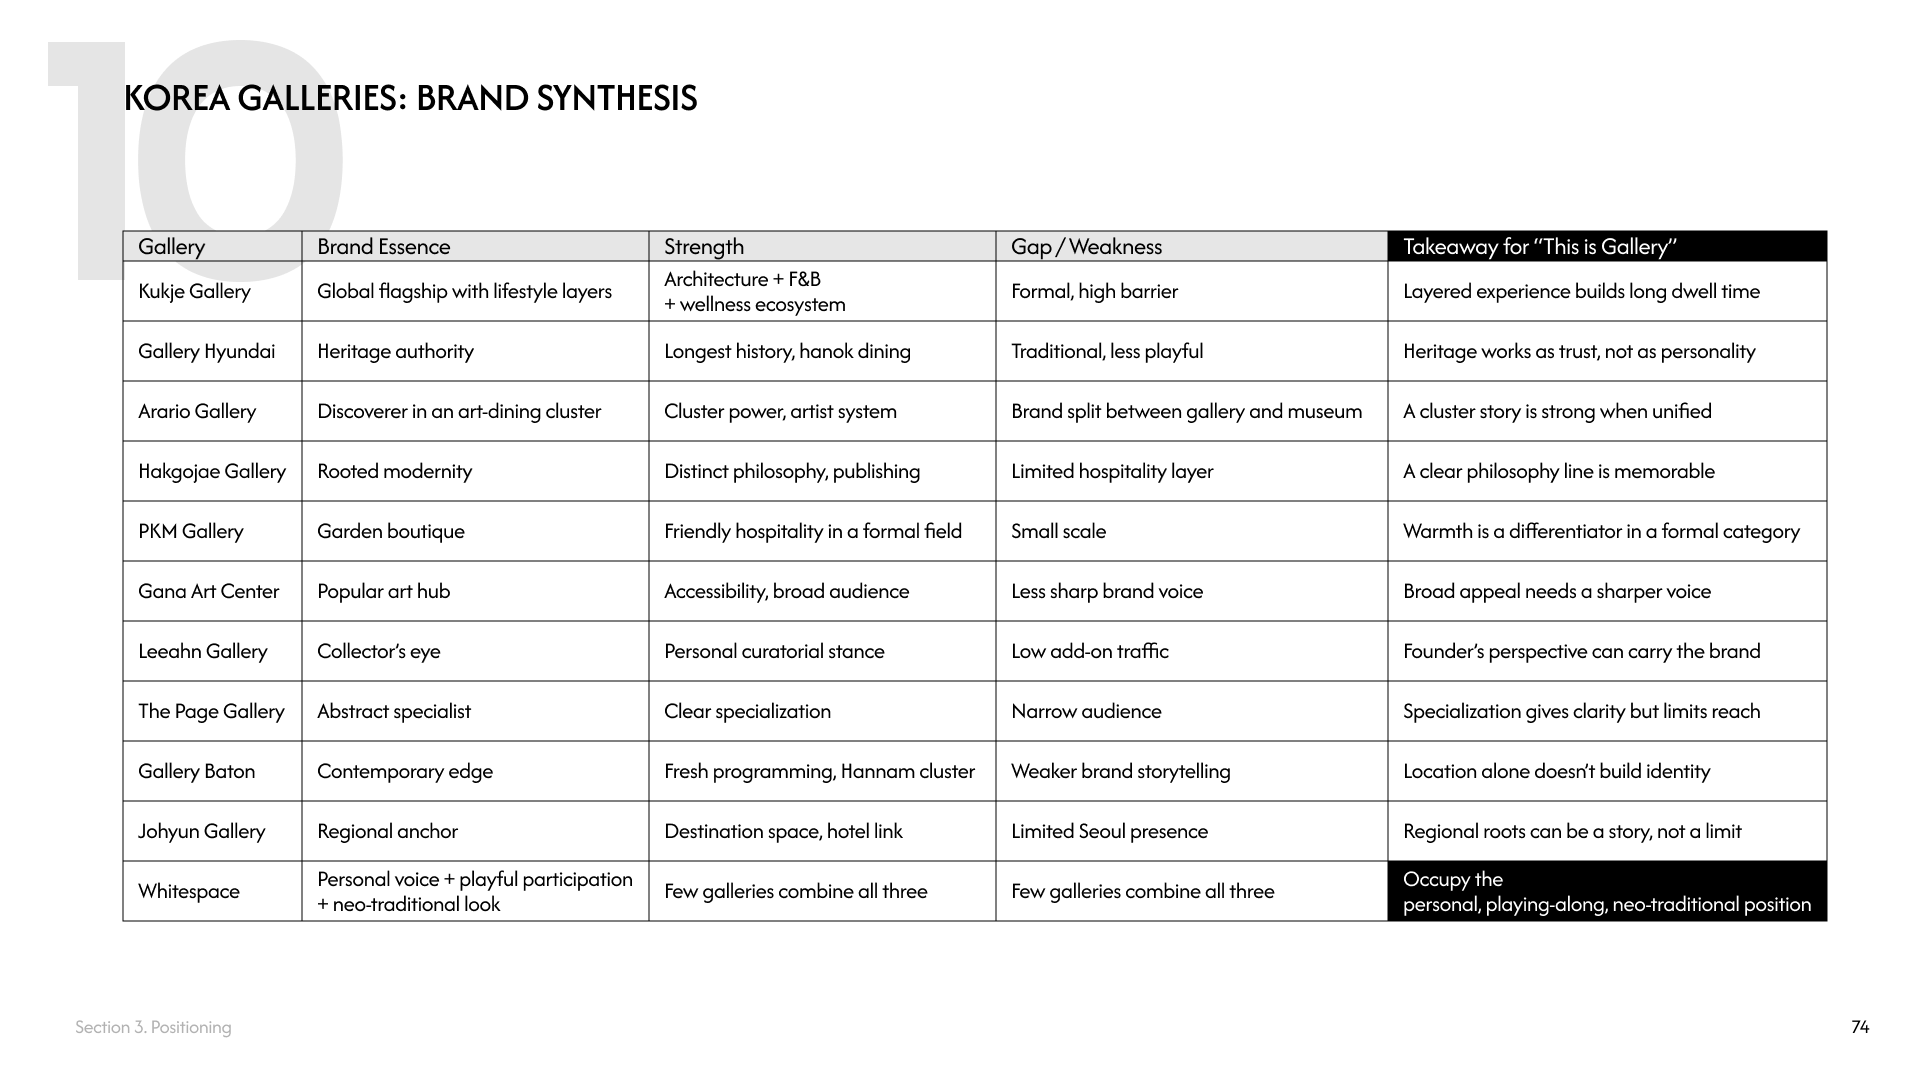 10
KOREA GALLERIES: BRAND SYNTHESIS
Gallery Brand Essence Strength Gap / Weakness Takeaway for “This is Gallery”
Kukje Gallery Global flagship with lifestyle layers Architecture + F&B
+ wellness ecosystem Formal, high barrier Layered experience builds long dwell time
Gallery Hyundai Heritage authority Longest history, hanok dining Traditional, less playful Heritage works as trust, not as personality
Arario Gallery Discoverer in an art-dining cluster Cluster power, artist system Brand split between gallery and museum A cluster story is strong when unified
Hakgojae Gallery Rooted modernity Distinct philosophy, publishing Limited hospitality layer A clear philosophy line is memorable
PKM Gallery Garden boutique Friendly hospitality in a formal field Small scale Warmth is a differentiator in a formal category
Gana Art Center Popular art hub Accessibility, broad audience Less sharp brand voice Broad appeal needs a sharper voice
Leeahn Gallery Collector’s eye Personal curatorial stance Low add-on traffic Founder’s perspective can carry the brand
The Page Gallery Abstract specialist Clear specialization Narrow audience Specialization gives clarity but limits reach
Gallery Baton Contemporary edge Fresh programming, Hannam cluster Weaker brand storytelling Location alone doesn’t build identity
Johyun Gallery Regional anchor Destination space, hotel link Limited Seoul presence Regional roots can be a story, not a limit
Whitespace Personal voice + playful participation
+ neo-traditional look Few galleries combine all three Few galleries combine all three Occupy the
personal, playing-along, neo-traditional position
Section 3. Positioning
74